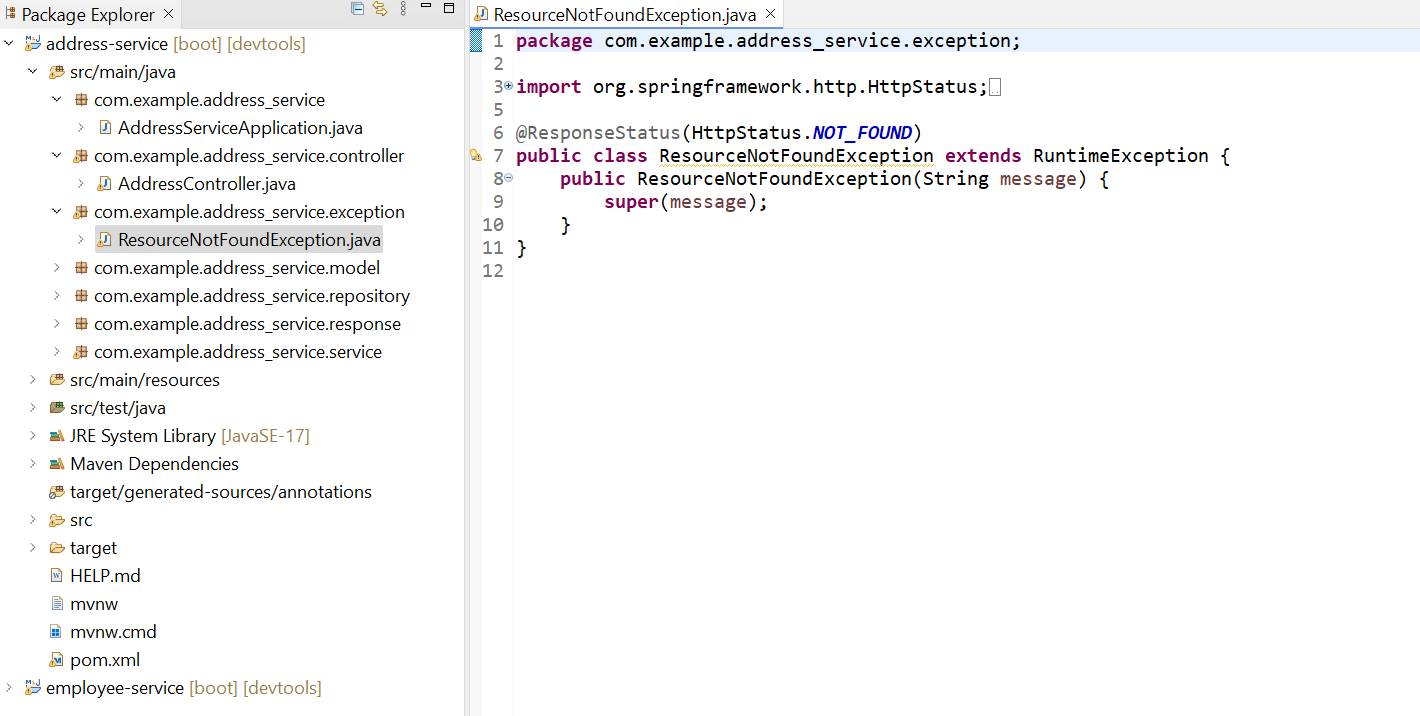 Package Explorer
address-service [boot] [devtools]
src/main/java
com.example.address_service
AddressServiceApplication.java
com.example.address_service.controller
AddressController.java
com.example.address_service.exception
ResourceNotFoundException.java
com.example.address_service.model
com.example.address_service.repository
com.example.address_service.response
com.example.address_service.service
src/main/resources
src/test/java
JRE System Library [JavaSE-17]
Maven Dependencies
target/generated-sources/annotations
src
target
HELP.md
mvnw
mvnw.cmd
pom.xml
employee-service [boot] [devtools]
ResourceNotFoundException.java
1 package com.example.address_service.exception;
2
3 import org.springframework.http.HttpStatus;
5
6 @ResponseStatus(HttpStatus.NOT_FOUND)
7 public class ResourceNotFoundException extends RuntimeException {
8 public ResourceNotFoundException(String message) {
9 super(message);
10 }
11 }
12